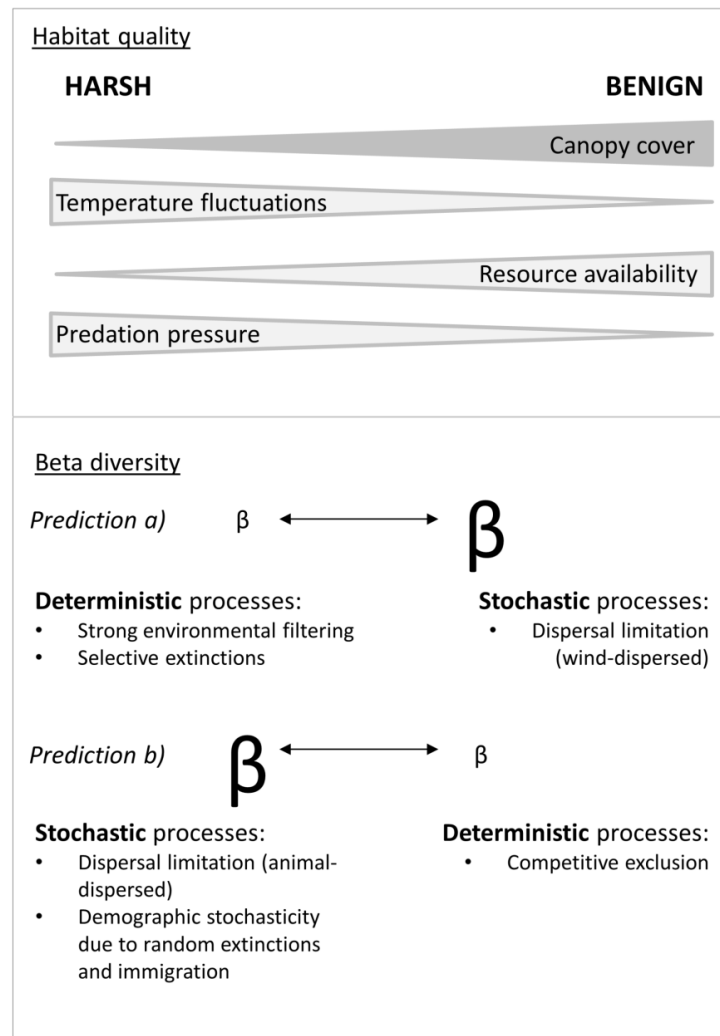 Habitat quality
HARSH BENIGN
Canopy cover
Temperature fluctuations
Resource availability
Predation pressure
Beta diversity
Prediction a) β β
Deterministic processes:
• Strong environmental filtering
• Selective extinctions
Stochastic processes:
• Dispersal limitation
(wind-dispersed)
Prediction b) β β
Stochastic processes:
• Dispersal limitation (animal-
dispersed)
• Demographic stochasticity
due to random extinctions
and immigration
Deterministic processes:
• Competitive exclusion